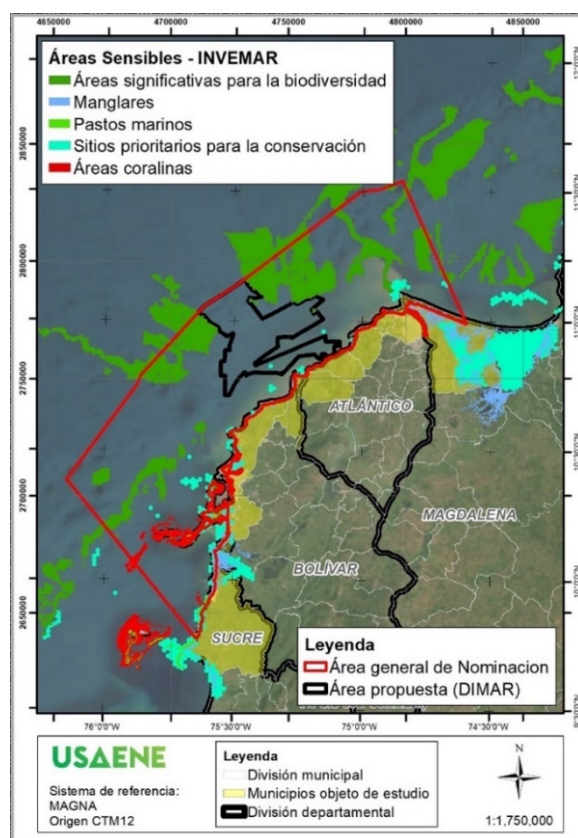 4650000 4700000 4750000 4800000 4850000
Áreas Sensibles - INVEMAR
Áreas significativas para la biodiversidad
Manglares
Pastos marinos
Sitios prioritarios para la conservación
Áreas coralinas
2850000
2800000
2750000
2700000
2650000
ATLÁNTICO
MAGDALENA
BOLÍVAR
SUCRE
Leyenda
Área general de Nominacion
Área propuesta (DIMAR)
76°0'0"W 75°30'0"W 75°0'0"W 74°30'0"W
USAENE
Sistema de referencia:
MAGNA
Origen CTM12
Leyenda
División municipal
Municipios objeto de estudio
División departamental
N
1:1,750,000